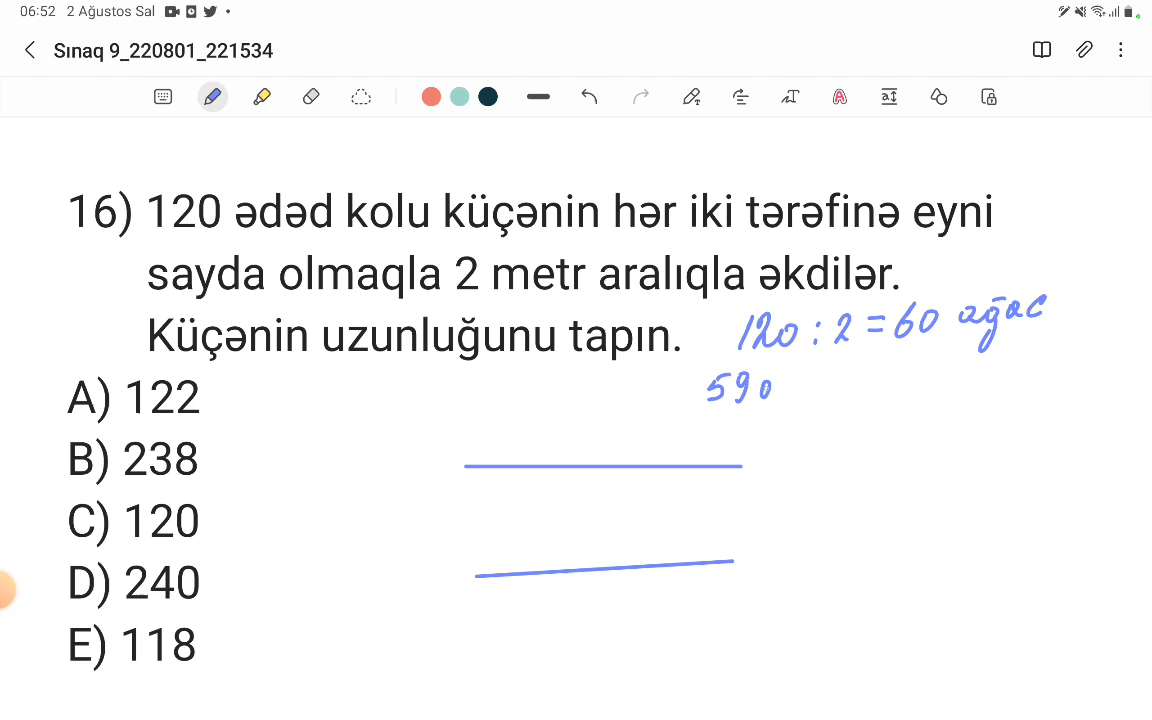 06:52 2 Ağustos Sal
Sınaq 9_220801_221534
16) 120 ədəd kolu küçənin hər iki tərəfinə eyni
sayda olmaqla 2 metr aralıqla əkdilər.
Küçənin uzunluğunu tapın. 120 : 2 = 60 ağac
590
A) 122
B) 238
C) 120
D) 240
E) 118